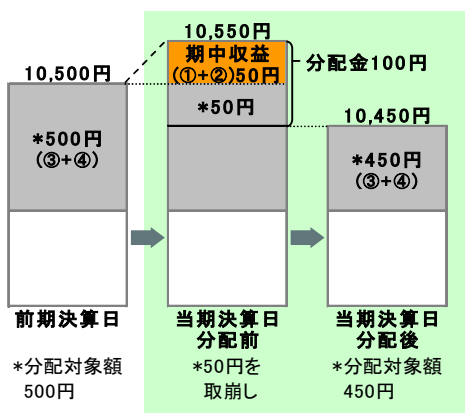 10,550円
期中収益
(①+②)50円
分配金100円
10,500円
*50円
10,450円
*500円
(③+④)
*450円
(③+④)
前期決算日
当期決算日
分配前
当期決算日
分配後
*分配対象額
500円
*50円を
取崩し
*分配対象額
450円